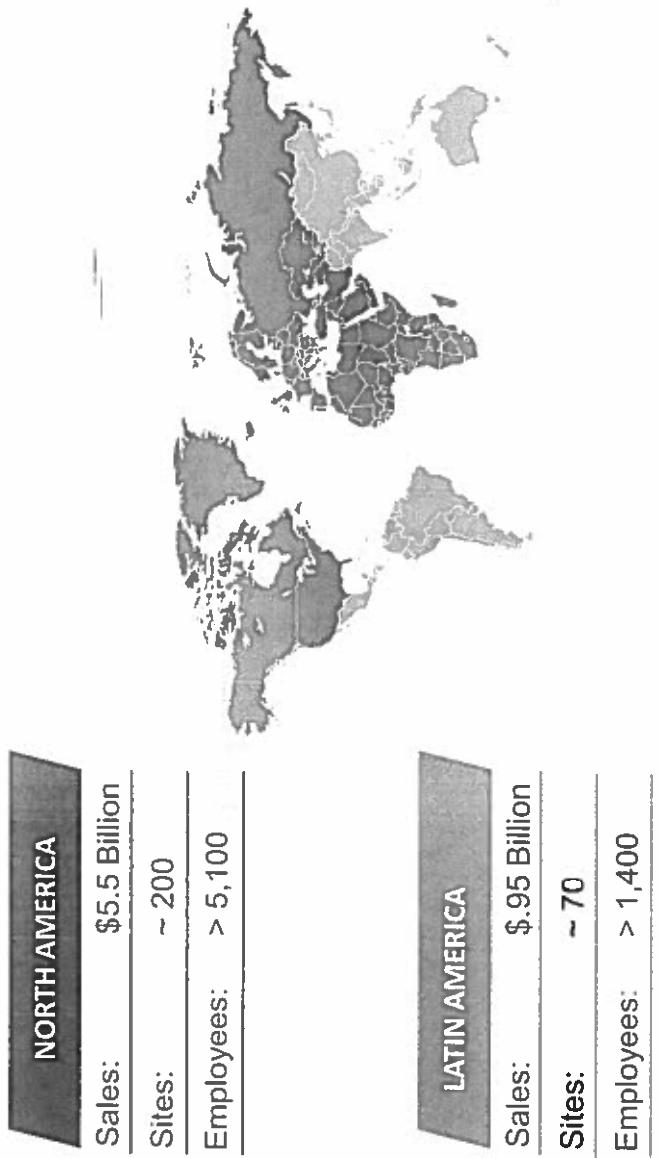 NORTH AMERICA
Sales: $5.5 Billion
Sites: ~ 200
Employees: > 5,100
LATIN AMERICA
Sales: $.95 Billion
Sites: ~ 70
Employees: > 1,400